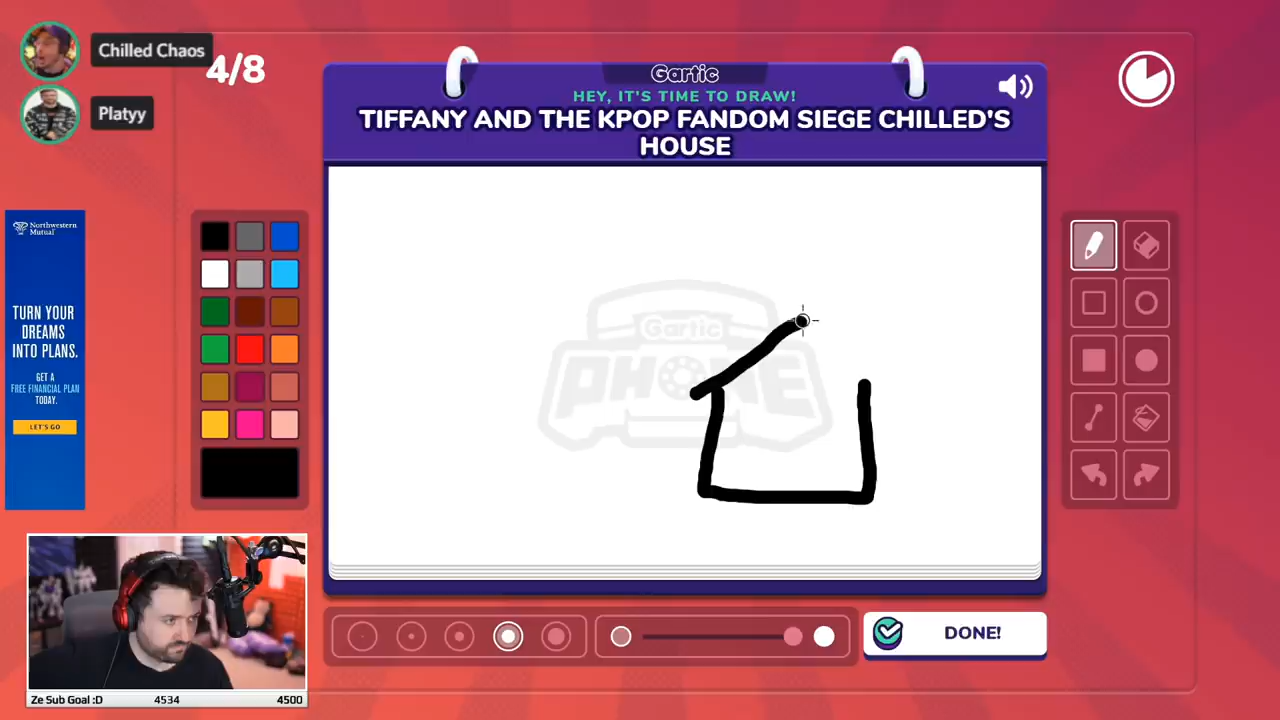 Chilled Chaos
4/8
Platyy
Gartic
HEY, IT'S TIME TO DRAW!
TIFFANY AND THE KPOP FANDOM SIEGE CHILLED'S
HOUSE
Northwestern
Mutual
TURN YOUR
DREAMS
INTO PLANS.
GET A
FREE FINANCIAL PLAN
TODAY.
LET'S GO
Gartic
PHONE
DONE!
Ze Sub Goal :D 4534 4500